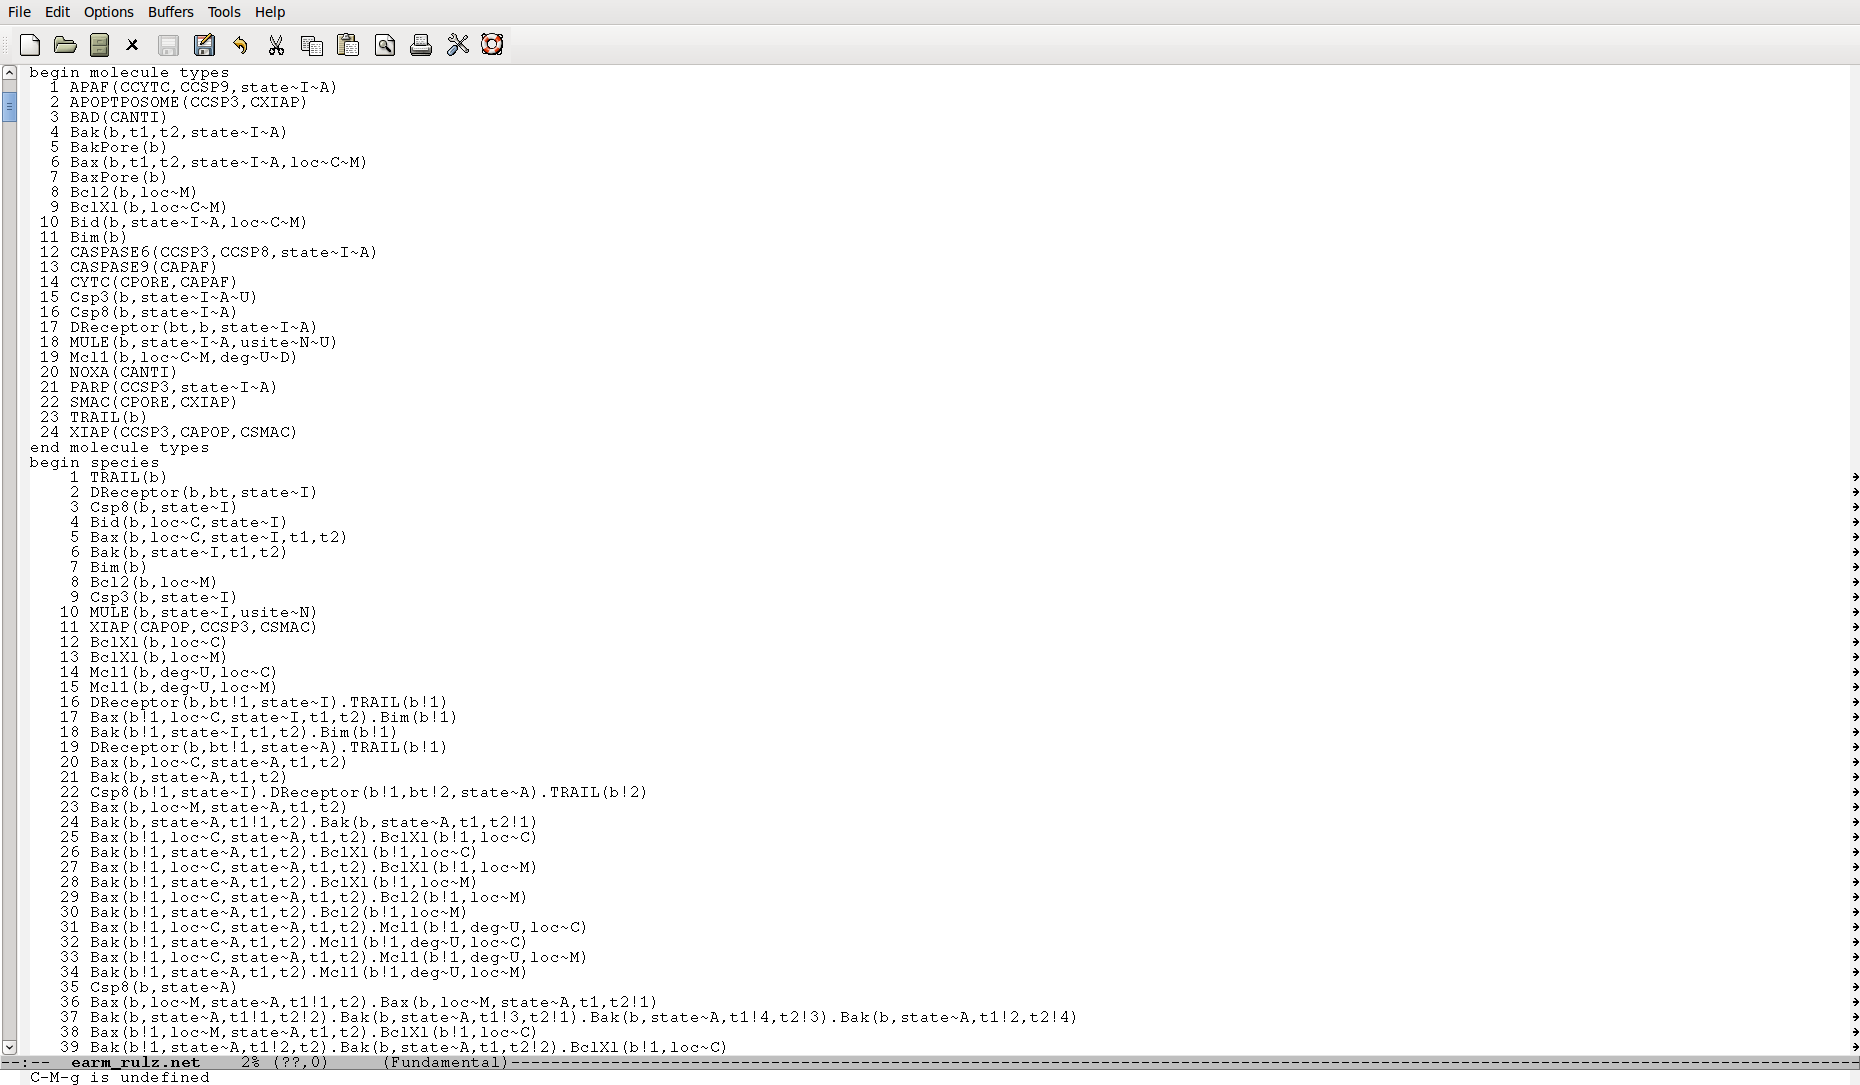 File Edit Options Buffers Tools Help
begin molecule types
1 APAF(CCYTC,CCSP9,state~I~A)
2 APOPTPOSOME(CCSP3,CXIAP)
3 BAD(CANTI)
4 Bak(b,t1,t2,state~I~A)
5 BakPore(b)
6 Bax(b,t1,t2,state~I~A,loc~C~M)
7 BaxPore(b)
8 Bcl2(b,loc~M)
9 BclXl(b,loc~C~M)
10 Bid(b,state~I~A,loc~C~M)
11 Bim(b)
12 CASPASE6(CCSP3,CCSP8,state~I~A)
13 CASPASE9(CAPAF)
14 CYTC(CPORE,CAPAF)
15 Csp3(b,state~I~A~U)
16 Csp8(b,state~I~A)
17 DReceptor(bt,b,state~I~A)
18 MULE(b,state~I~A,usite~N~U)
19 Mcl1(b,loc~C~M,deg~U~D)
20 NOXA(CANTI)
21 PARP(CCSP3,state~I~A)
22 SMAC(CPORE,CXIAP)
23 TRAIL(b)
24 XIAP(CCSP3,CAPOP,CSMAC)
end molecule types
begin species
1 TRAIL(b)
2 DReceptor(b,bt,state~I)
3 Csp8(b,state~I)
4 Bid(b,loc~C,state~I)
5 Bax(b,loc~C,state~I,t1,t2)
6 Bak(b,state~I,t1,t2)
7 Bim(b)
8 Bcl2(b,loc~M)
9 Csp3(b,state~I)
10 MULE(b,state~I,usite~N)
11 XIAP(CAPOP,CCSP3,CSMAC)
12 BclXl(b,loc~C)
13 BclXl(b,loc~M)
14 Mcl1(b,deg~U,loc~C)
15 Mcl1(b,deg~U,loc~M)
16 DReceptor(b,bt!1,state~I).TRAIL(b!1)
17 Bax(b!1,loc~C,state~I,t1,t2).Bim(b!1)
18 Bak(b!1,state~I,t1,t2).Bim(b!1)
19 DReceptor(b,bt!1,state~A).TRAIL(b!1)
20 Bax(b,loc~C,state~A,t1,t2)
21 Bak(b,state~A,t1,t2)
22 Csp8(b!1,state~I).DReceptor(b!1,bt!2,state~A).TRAIL(b!2)
23 Bax(b,loc~M,state~A,t1,t2)
24 Bak(b,state~A,t1!1,t2).Bak(b,state~A,t1,t2!1)
25 Bax(b!1,loc~C,state~A,t1,t2).BclXl(b!1,loc~C)
26 Bak(b!1,state~A,t1,t2).BclXl(b!1,loc~C)
27 Bax(b!1,loc~C,state~A,t1,t2).BclXl(b!1,loc~M)
28 Bak(b!1,state~A,t1,t2).BclXl(b!1,loc~M)
29 Bax(b!1,loc~C,state~A,t1,t2).Bcl2(b!1,loc~M)
30 Bak(b!1,state~A,t1,t2).Bcl2(b!1,loc~M)
31 Bax(b!1,loc~C,state~A,t1,t2).Mcl1(b!1,deg~U,loc~C)
32 Bak(b!1,state~A,t1,t2).Mcl1(b!1,deg~U,loc~C)
33 Bax(b!1,loc~C,state~A,t1,t2).Mcl1(b!1,deg~U,loc~M)
34 Bak(b!1,state~A,t1,t2).Mcl1(b!1,deg~U,loc~M)
35 Csp8(b,state~A)
36 Bax(b,loc~M,state~A,t1!1,t2).Bax(b,loc~M,state~A,t1,t2!1)
37 Bak(b,state~A,t1!1,t2!2).Bak(b,state~A,t1!3,t2!1).Bak(b,state~A,t1!4,t2!3).Bak(b,state~A,t1!2,t2!4)
38 Bax(b!1,loc~M,state~A,t1,t2).BclXl(b!1,loc~C)
39 Bak(b!1,state~A,t1!2,t2).Bak(b,state~A,t1,t2!2).BclXl(b!1,loc~C)
--:-- earm_rulz.net 2% (??,0) (Fundamental)
C-M-g is undefined